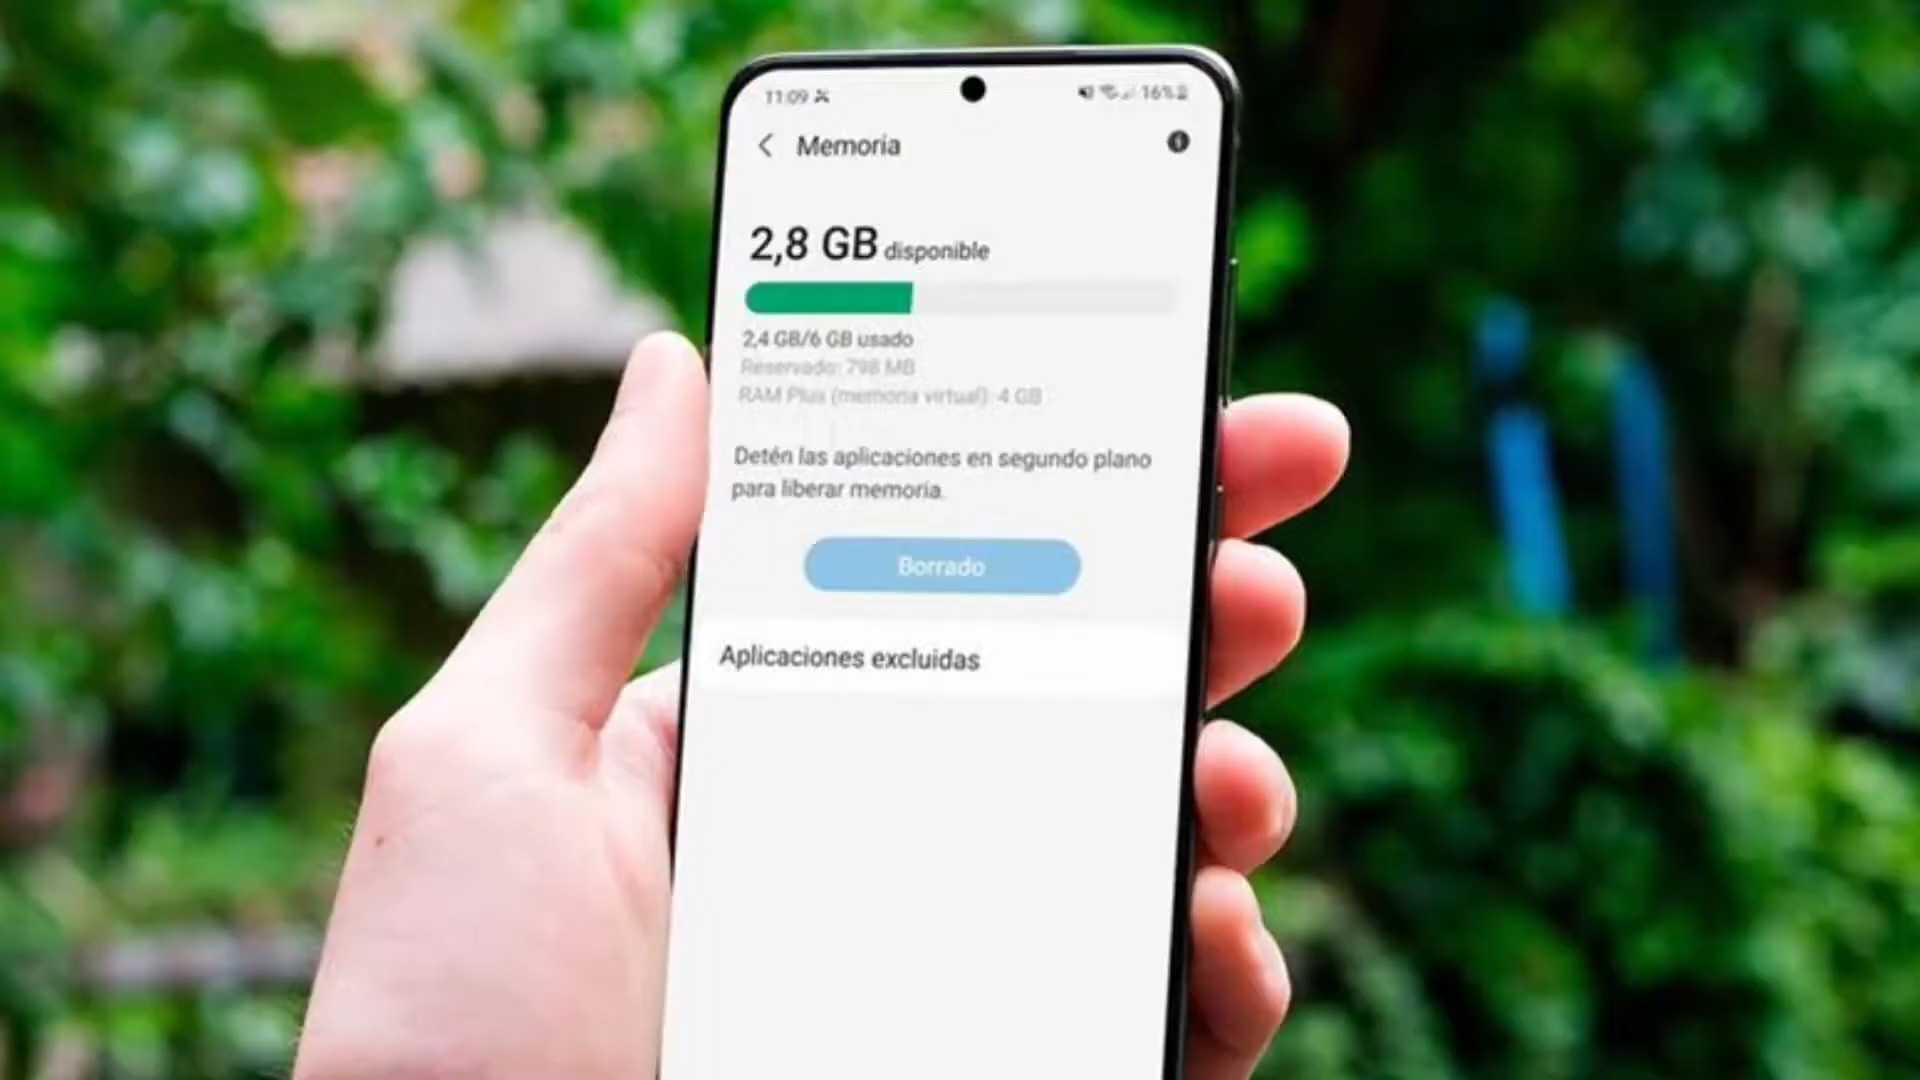 11:09
16%
Memoria
2,8 GB disponible
2,4 GB/6 GB usado
Reservado: 798 MB
RAM Plus (memoria virtual): 4 GB
Detén las aplicaciones en segundo plano
para liberar memoria.
Borrado
Aplicaciones excluidas